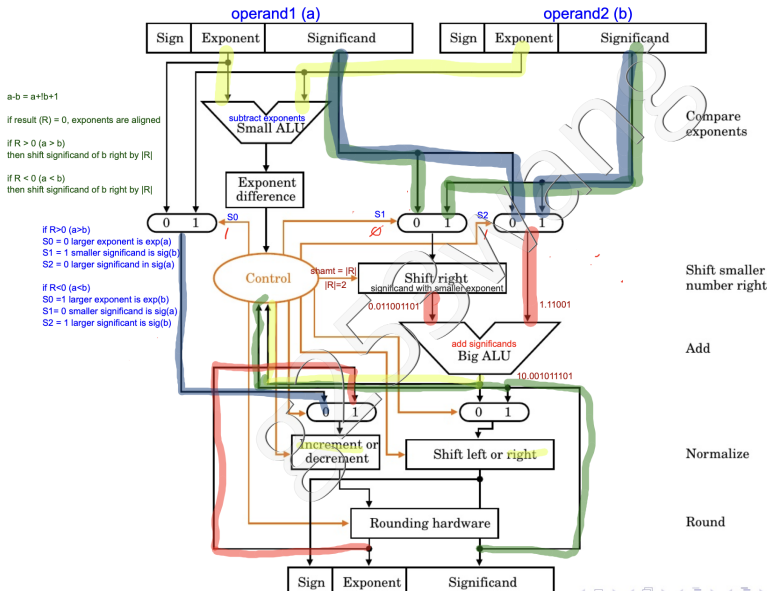 operand1 (a)
operand2 (b)
Sign Exponent Significand
Sign Exponent Significand
a-b = a+!b+1
if result (R) = 0, exponents are aligned
if R > 0 (a > b)
then shift significand of b right by |R|
if R < 0 (a < b)
then shift significand of b right by |R|
subtract exponents
Small ALU
Compare
exponents
Exponent
difference
0 1
S0
1
S1
0
0 1
S2
1
0 1
if R>0 (a>b)
S0 = 0 larger exponent is exp(a)
S1 = 1 smaller significand is sig(b)
S2 = 0 larger significand in sig(a)
if R<0 (a<b)
S0 =1 larger exponent is exp(b)
S1= 0 smaller significand is sig(a)
S2 = 1 larger significant is sig(b)
Control
shamt = |R|
|R|=2
Shift right
significand with smaller exponent
Shift smaller
number right
0.011001101
1.11001
add significands
Big ALU
Add
10.001011101
0 1
0 1
Increment or
decrement
Shift left or right
Normalize
Rounding hardware
Round
Sign Exponent Significand